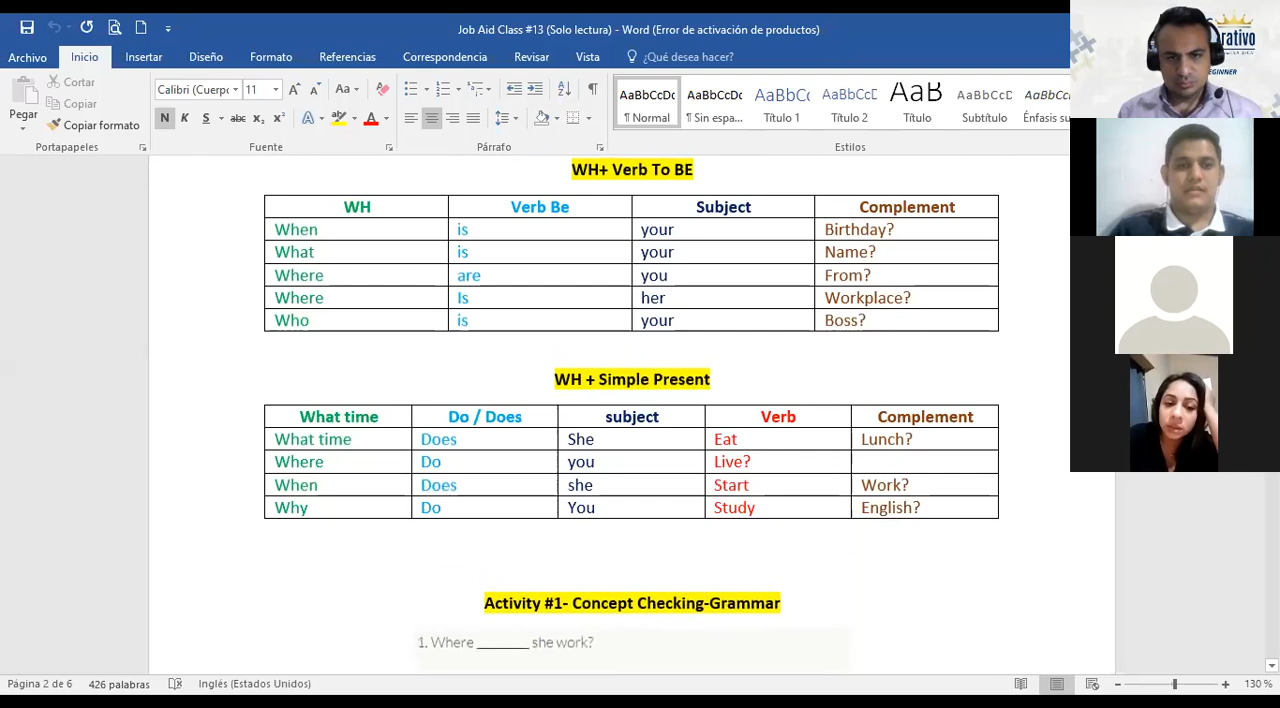 Job Aid Class #13 (Solo lectura) - Word (Error de activación de productos)
Archivo Inicio Insertar Diseño Formato Referencias Correspondencia Revisar Vista ¿Qué desea hacer?
Cortar
Copiar
Copiar formato
Pegar
Calibri (Cuerpo 11
N K S abc x₂ x²
AaBbCcDc AaBbCcDc AaBbCc AaBbCcD AaB AaBbCcD AaBbCcDc
¶ Normal ¶ Sin espa... Título 1 Título 2 Título Subtítulo Énfasis su
Portapapeles Fuente Párrafo Estilos
WH+ Verb To BE
WH Verb Be Subject Complement
When is your Birthday?
What is your Name?
Where are you From?
Where Is her Workplace?
Who is your Boss?
WH + Simple Present
What time Do / Does subject Verb Complement
What time Does She Eat Lunch?
Where Do you Live?
When Does she Start Work?
Why Do You Study English?
Activity #1- Concept Checking-Grammar
1. Where _______ she work?
Página 2 de 6 426 palabras Inglés (Estados Unidos) 130 %